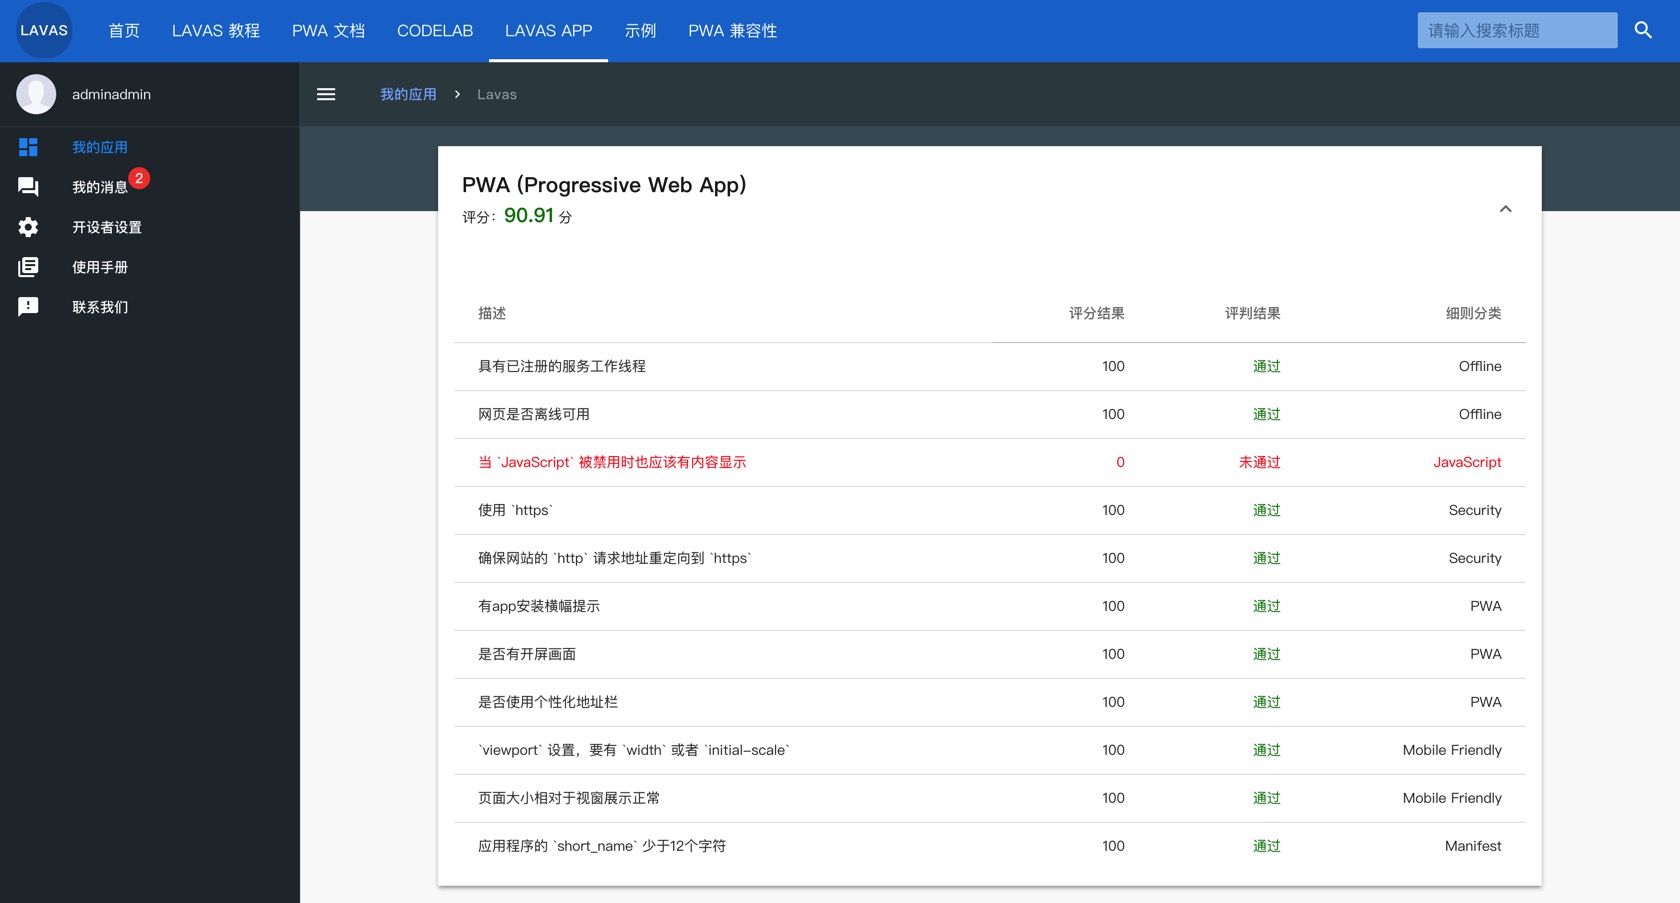 LAVAS 首页 LAVAS 教程 PWA 文档 CODELAB LAVAS APP 示例 PWA 兼容性 请输入搜索标题
adminadmin
我的应用
我的消息 2
开设者设置
使用手册
联系我们
我的应用 > Lavas
PWA (Progressive Web App)
评分：90.91 分
描述 评分结果 评判结果 细则分类
具有已注册的服务工作线程 100 通过 Offline
网页是否离线可用 100 通过 Offline
当 `JavaScript` 被禁用时也应该有内容显示 0 未通过 JavaScript
使用 `https` 100 通过 Security
确保网站的 `http` 请求地址重定向到 `https` 100 通过 Security
有app安装横幅提示 100 通过 PWA
是否有开屏画面 100 通过 PWA
是否使用个性化地址栏 100 通过 PWA
`viewport` 设置，要有 `width` 或者 `initial-scale` 100 通过 Mobile Friendly
页面大小相对于视窗展示正常 100 通过 Mobile Friendly
应用程序的 `short_name` 少于12个字符 100 通过 Manifest